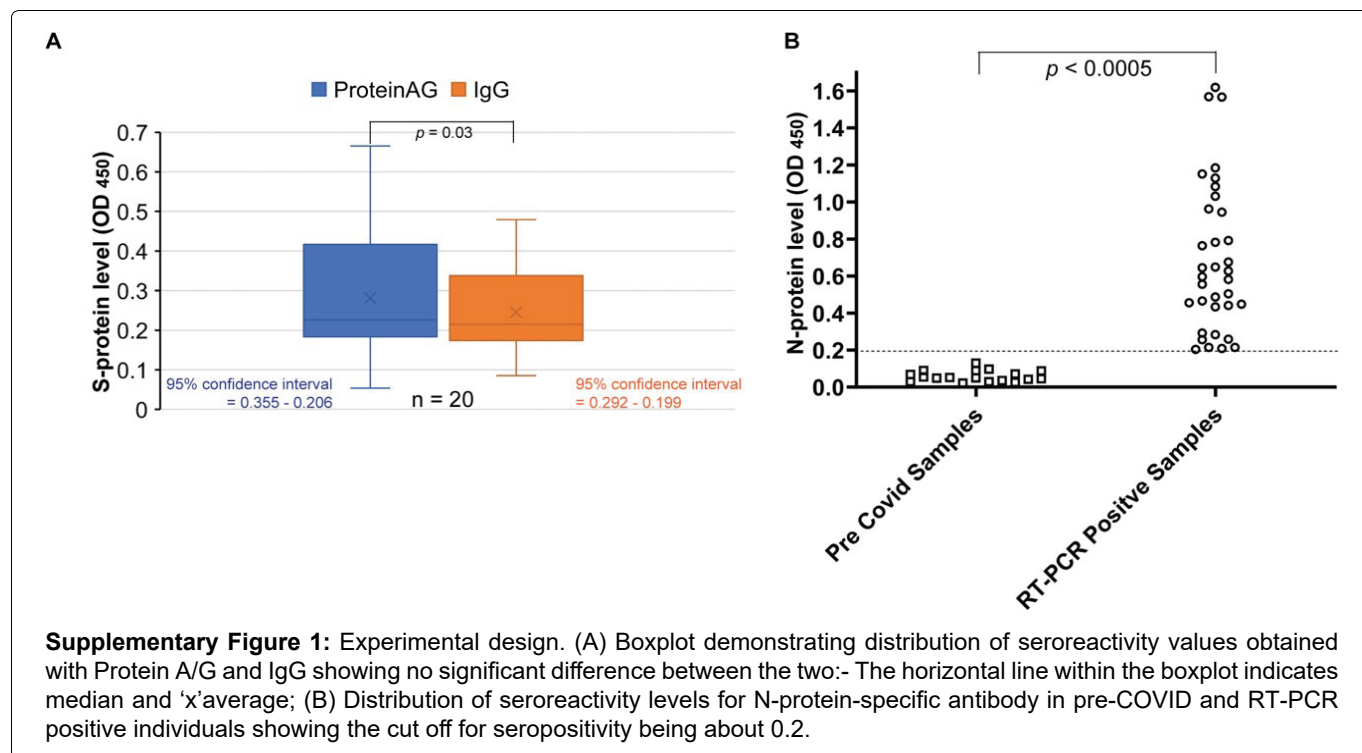 A
ProteinAG IgG
p = 0.03
S-protein level (OD 450)
0.7
0.6
0.5
0.4
0.3
0.2
0.1
0
95% confidence interval
= 0.355 - 0.206
n = 20
95% confidence interval
= 0.292 - 0.199
B
p < 0.0005
N-protein level (OD 450)
1.6
1.4
1.2
1.0
0.8
0.6
0.4
0.2
0.0
Pre Covid Samples
RT-PCR Positve Samples
Supplementary Figure 1: Experimental design. (A) Boxplot demonstrating distribution of seroreactivity values obtained
with Protein A/G and IgG showing no significant difference between the two:- The horizontal line within the boxplot indicates
median and ‘x’average; (B) Distribution of seroreactivity levels for N-protein-specific antibody in pre-COVID and RT-PCR
positive individuals showing the cut off for seropositivity being about 0.2.